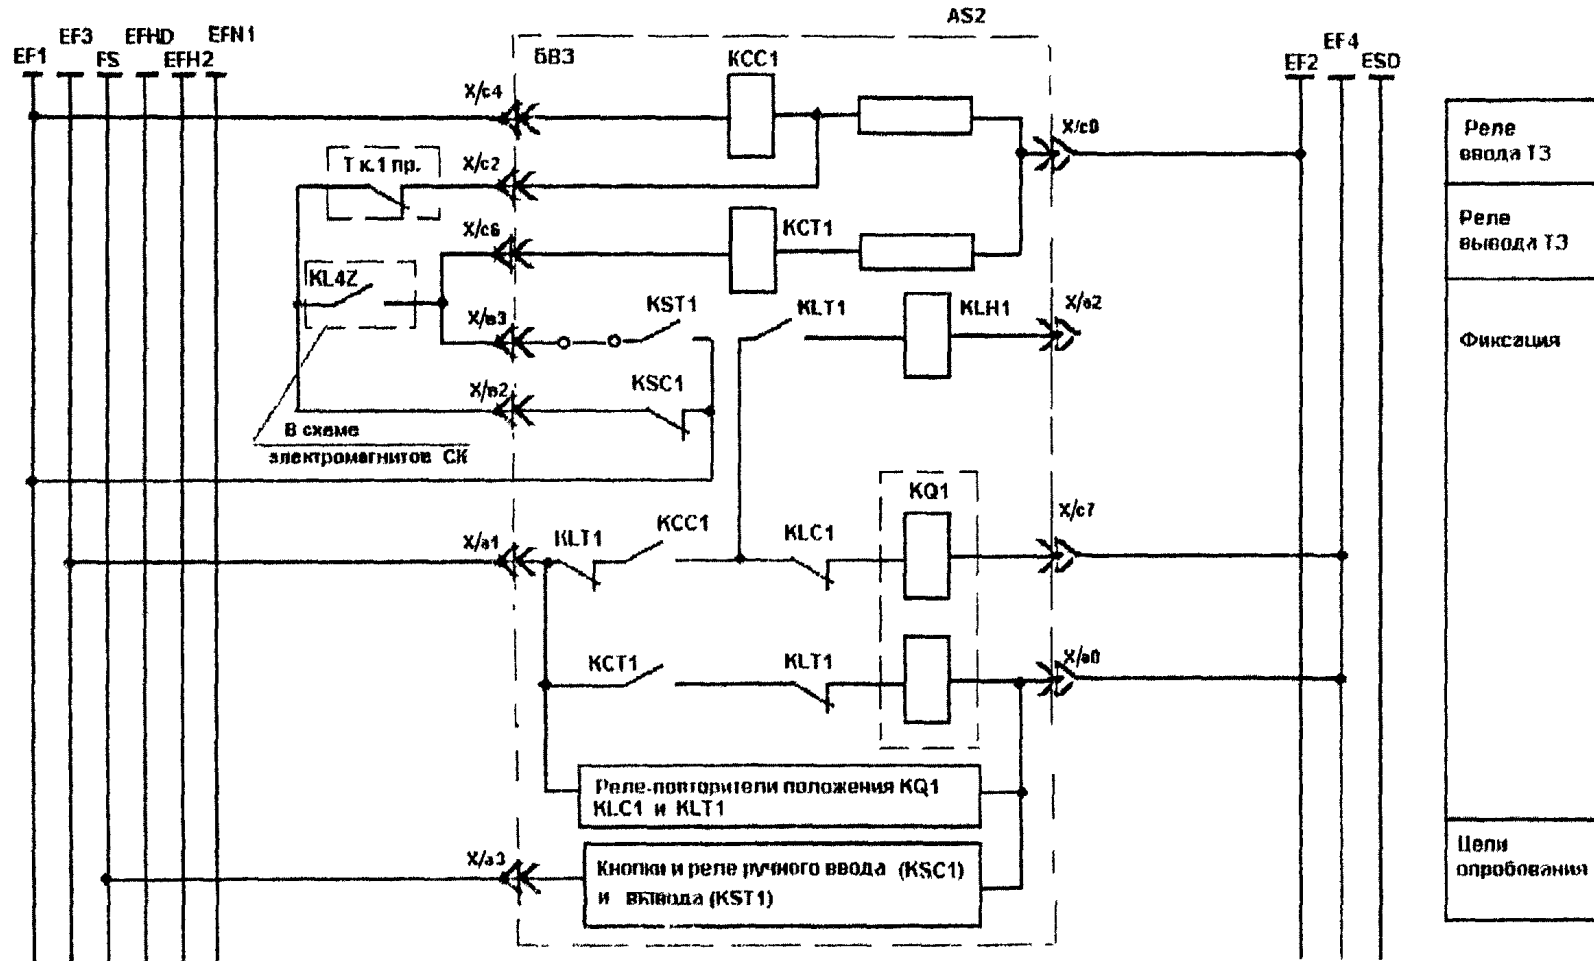 AS2
EF3
EFHD
EFN1
EF1
FS
EFH2
EF4
EF2
ESD
БВЗ
KCC1
X/c4
X/c0
Реле
ввода ТЗ
Т к.1 пр.
X/c2
X/c6
KCT1
Реле
вывода ТЗ
KL4Z
X/в3
KST1
KLT1
KLH1
X/a2
Фиксация
X/в2
KSC1
В схеме
электромагнитов СК
KQ1
X/c7
X/a1
KLT1
KCC1
KLC1
KCT1
KLT1
X/a0
Реле-повторители положения KQ1
KLC1 и KLT1
X/a3
Кнопки и реле ручного ввода (KSC1)
и вывода (KST1)
Цепи
опробования